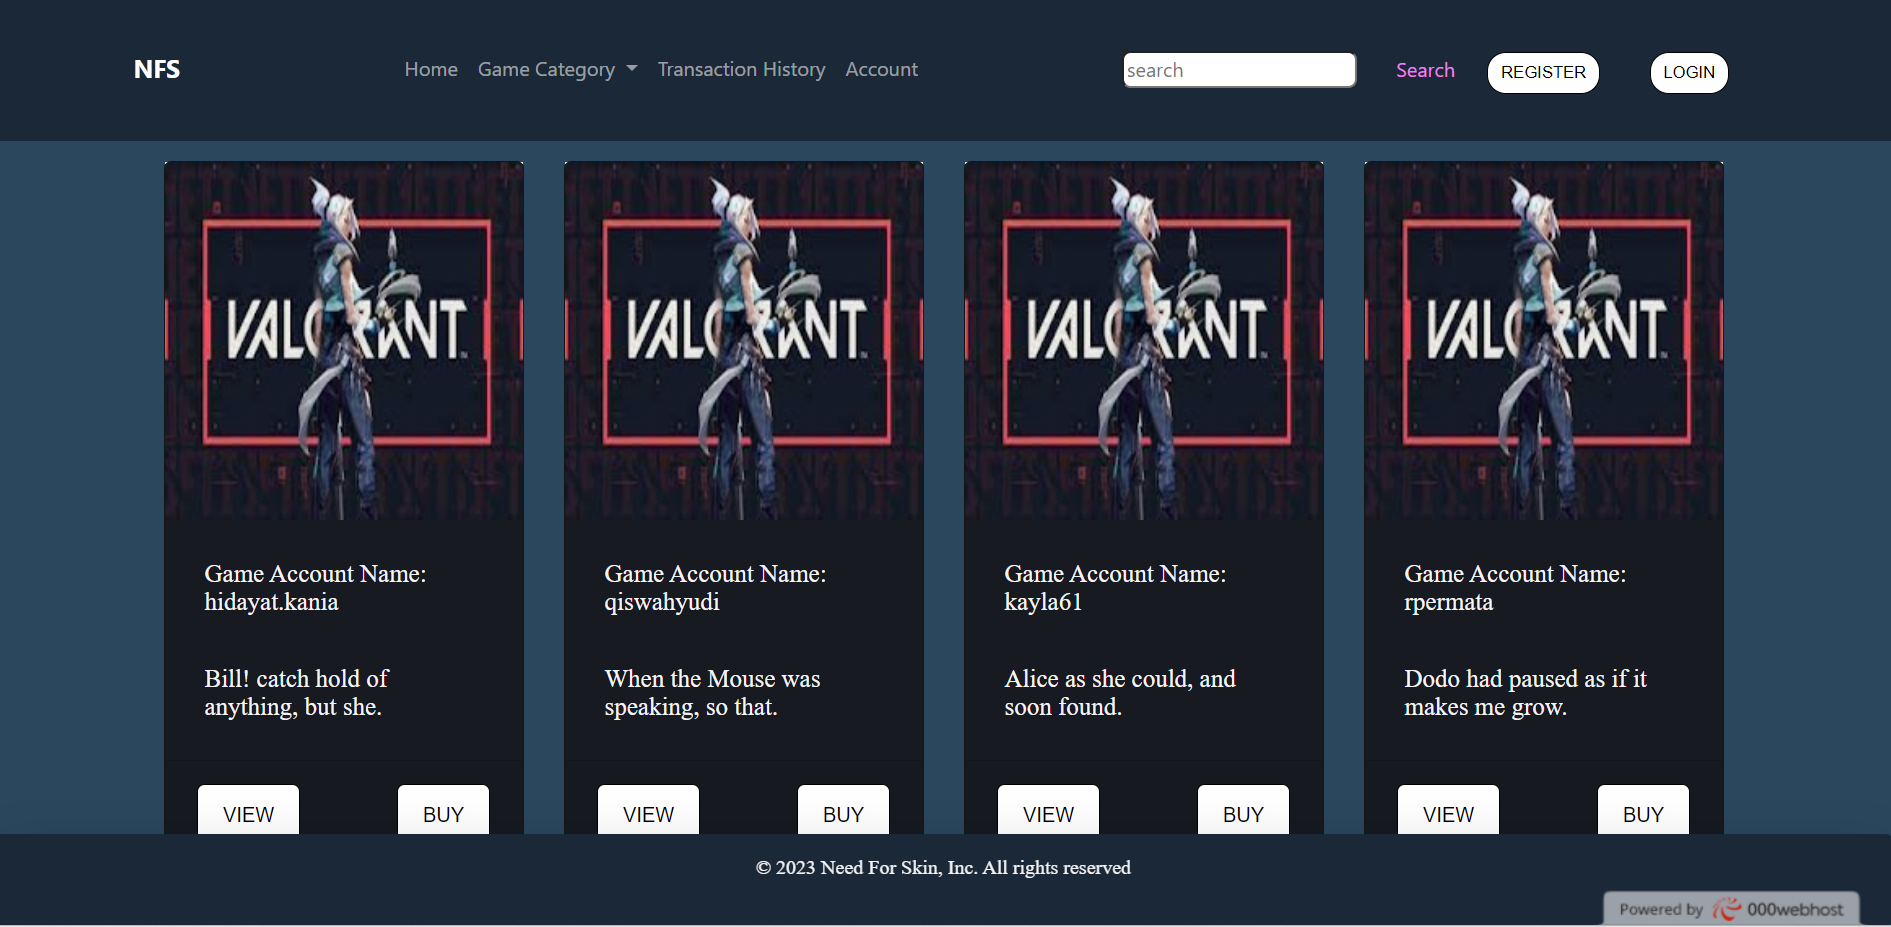 NFS
Home Game Category Transaction History Account
search Search REGISTER LOGIN
VALORANT VALORANT VALORANT VALORANT
Game Account Name:
hidayat.kania
Bill! catch hold of
anything, but she.
VIEW BUY
Game Account Name:
qiswahyudi
When the Mouse was
speaking, so that.
VIEW BUY
Game Account Name:
kayla61
Alice as she could, and
soon found.
VIEW BUY
Game Account Name:
rpermata
Dodo had paused as if it
makes me grow.
VIEW BUY
© 2023 Need For Skin, Inc. All rights reserved
Powered by 000webhost